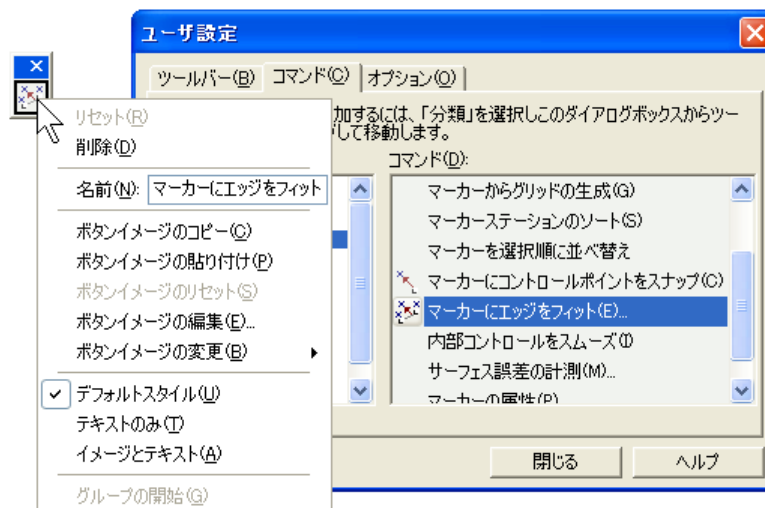 ユーザ設定
ツールバー(B)
コマンド(C)
オプション(O)
加するには、「分類」を選択しこのダイアログボックスからツー
して移動します。
コマンド(D):
マーカーからグリッドの生成(G)
マーカーステーションのソート(S)
マーカーを選択順に並べ替え
マーカーにコントロールポイントをスナップ(C)
マーカーにエッジをフィット(E)...
内部コントロールをスムーズ(I)
サーフェス誤差の計測(M)...
マーカーの属性(P)
閉じる
ヘルプ
リセット(R)
削除(D)
名前(N): マーカーにエッジをフィット
ボタンイメージのコピー(C)
ボタンイメージの貼り付け(P)
ボタンイメージのリセット(S)
ボタンイメージの編集(E)...
ボタンイメージの変更(B)
デフォルトスタイル(U)
テキストのみ(T)
イメージとテキスト(A)
グループの開始(G)